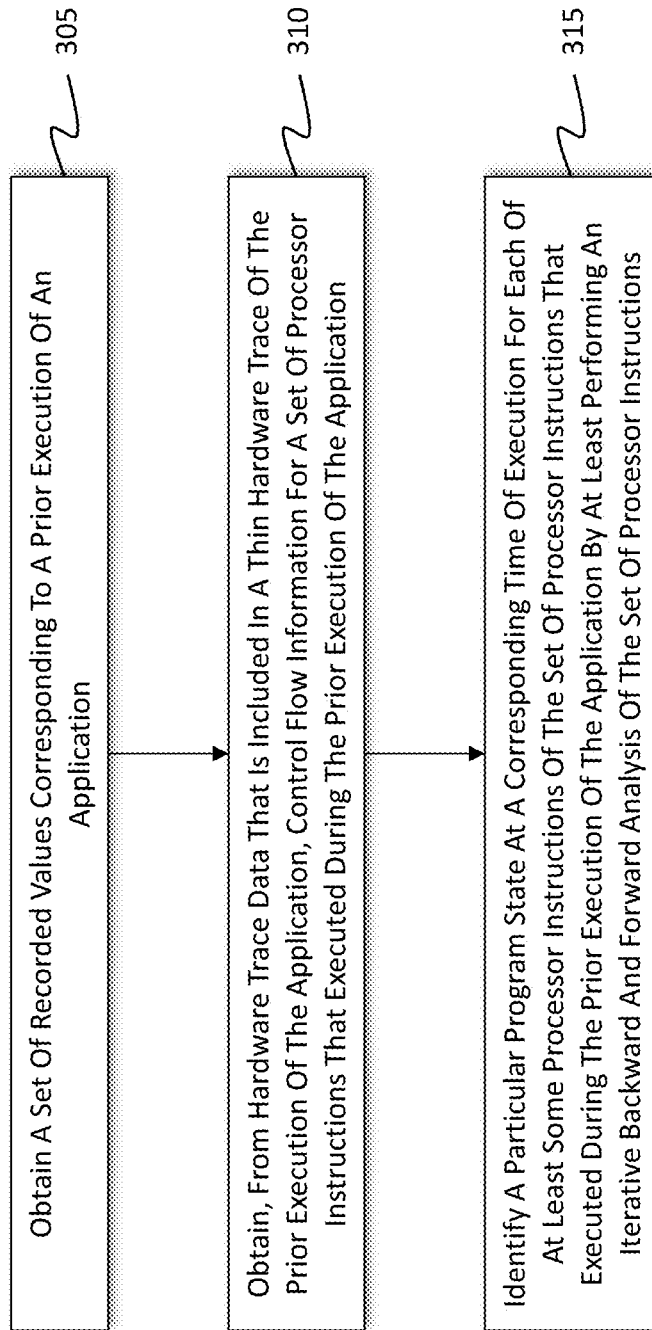 Obtain A Set Of Recorded Values Corresponding To A Prior Execution Of An
Application
305
Obtain, From Hardware Trace Data That Is Included In A Thin Hardware Trace Of The
Prior Execution Of The Application, Control Flow Information For A Set Of Processor
Instructions That Executed During The Prior Execution Of The Application
310
Identify A Particular Program State At A Corresponding Time Of Execution For Each Of
At Least Some Processor Instructions Of The Set Of Processor Instructions That
Executed During The Prior Execution Of The Application By At Least Performing An
Iterative Backward And Forward Analysis Of The Set Of Processor Instructions
315